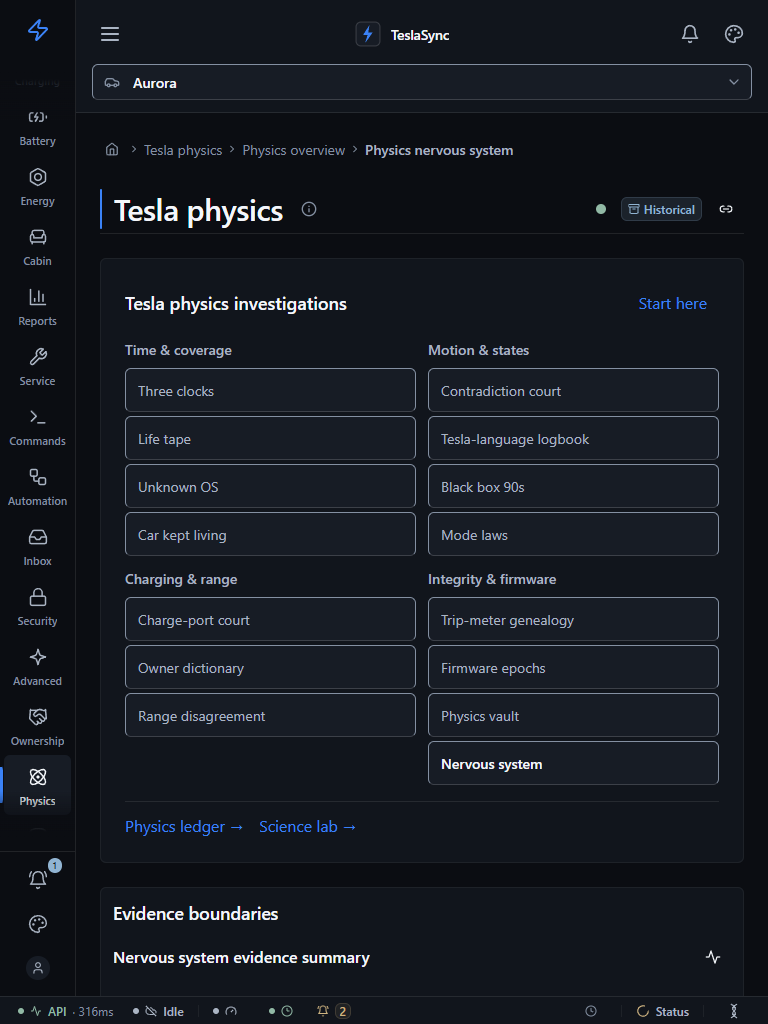 TeslaSync
Aurora
Battery
Energy
Cabin
Reports
Service
Commands
Automation
Inbox
Security
Advanced
Ownership
Physics
1
Tesla physics > Physics overview > Physics nervous system
Tesla physics
Historical
Tesla physics investigations
Start here
Time & coverage
Three clocks
Life tape
Unknown OS
Car kept living
Motion & states
Contradiction court
Tesla-language logbook
Black box 90s
Mode laws
Charging & range
Charge-port court
Owner dictionary
Range disagreement
Integrity & firmware
Trip-meter genealogy
Firmware epochs
Physics vault
Nervous system
Physics ledger → Science lab →
Evidence boundaries
Nervous system evidence summary
API · 316ms Idle 2 Status